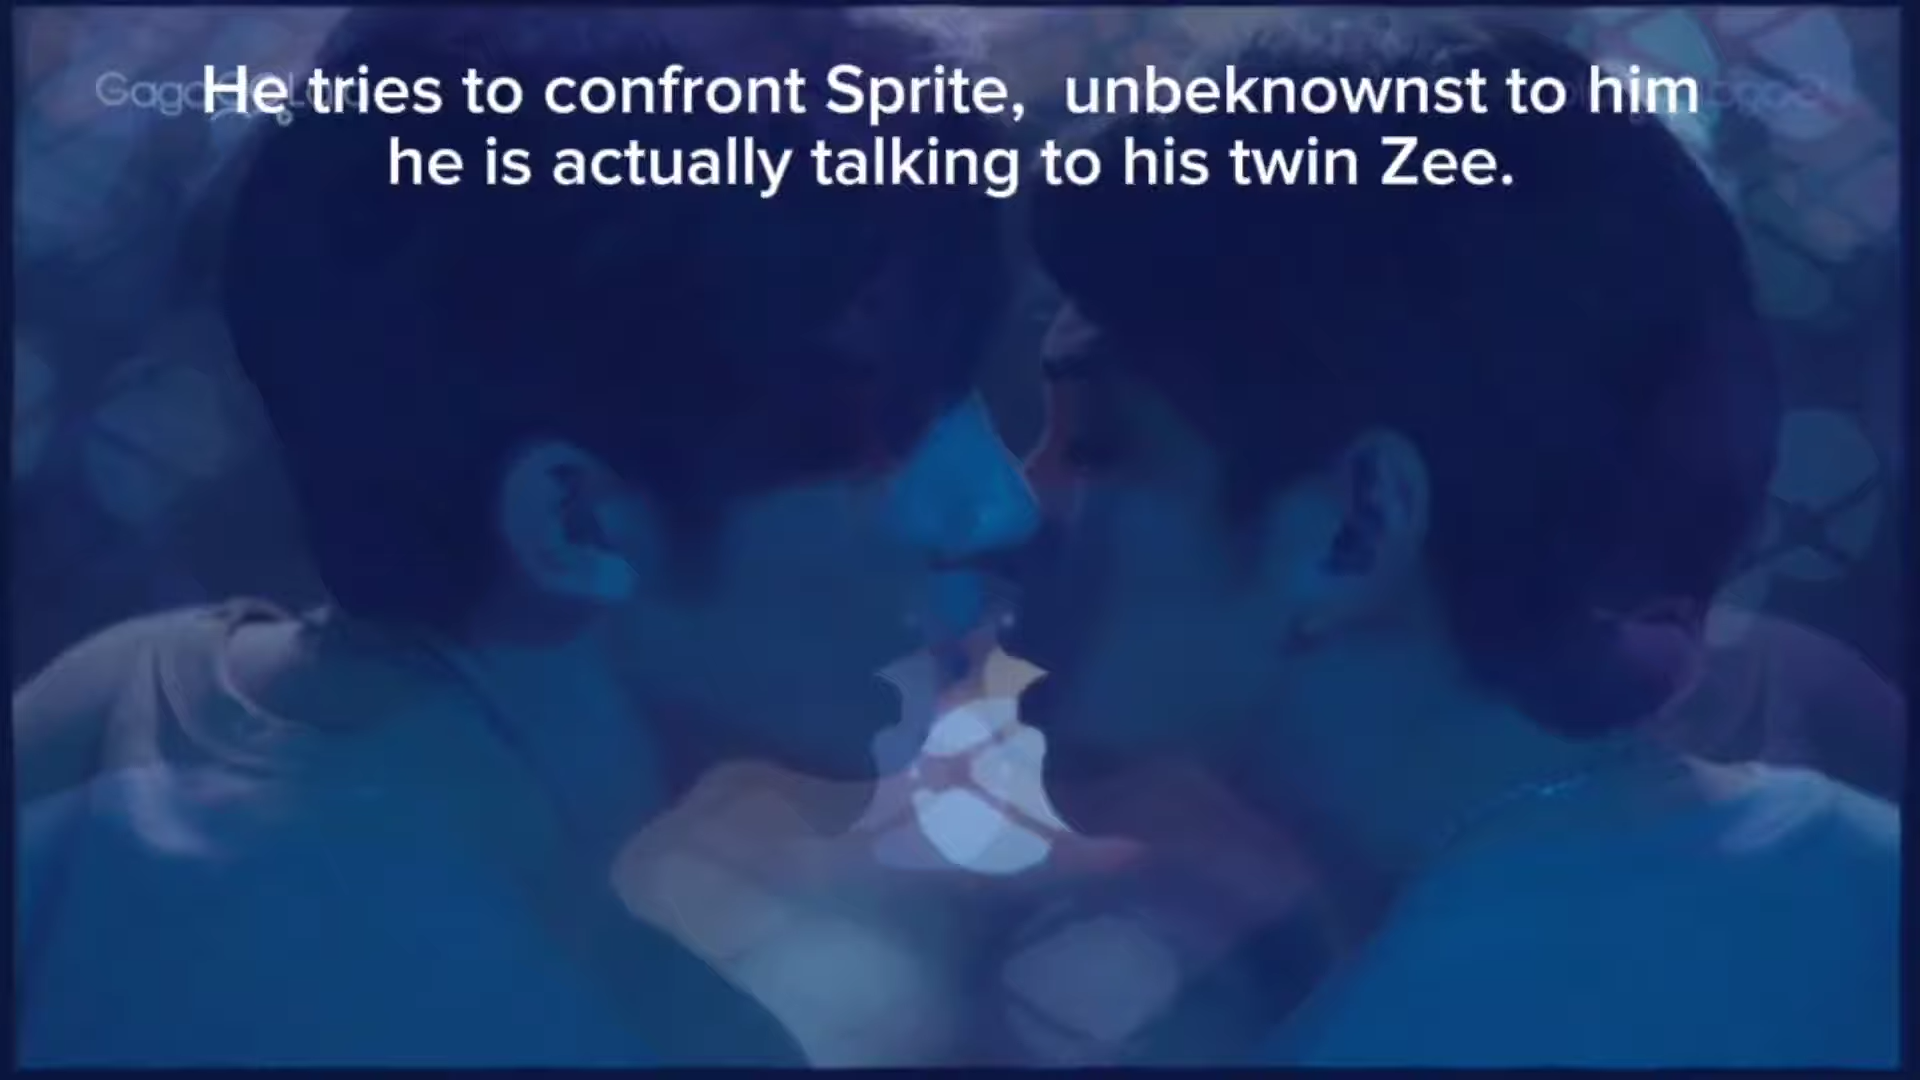 He tries to confront Sprite, unbeknownst to him
he is actually talking to his twin Zee.